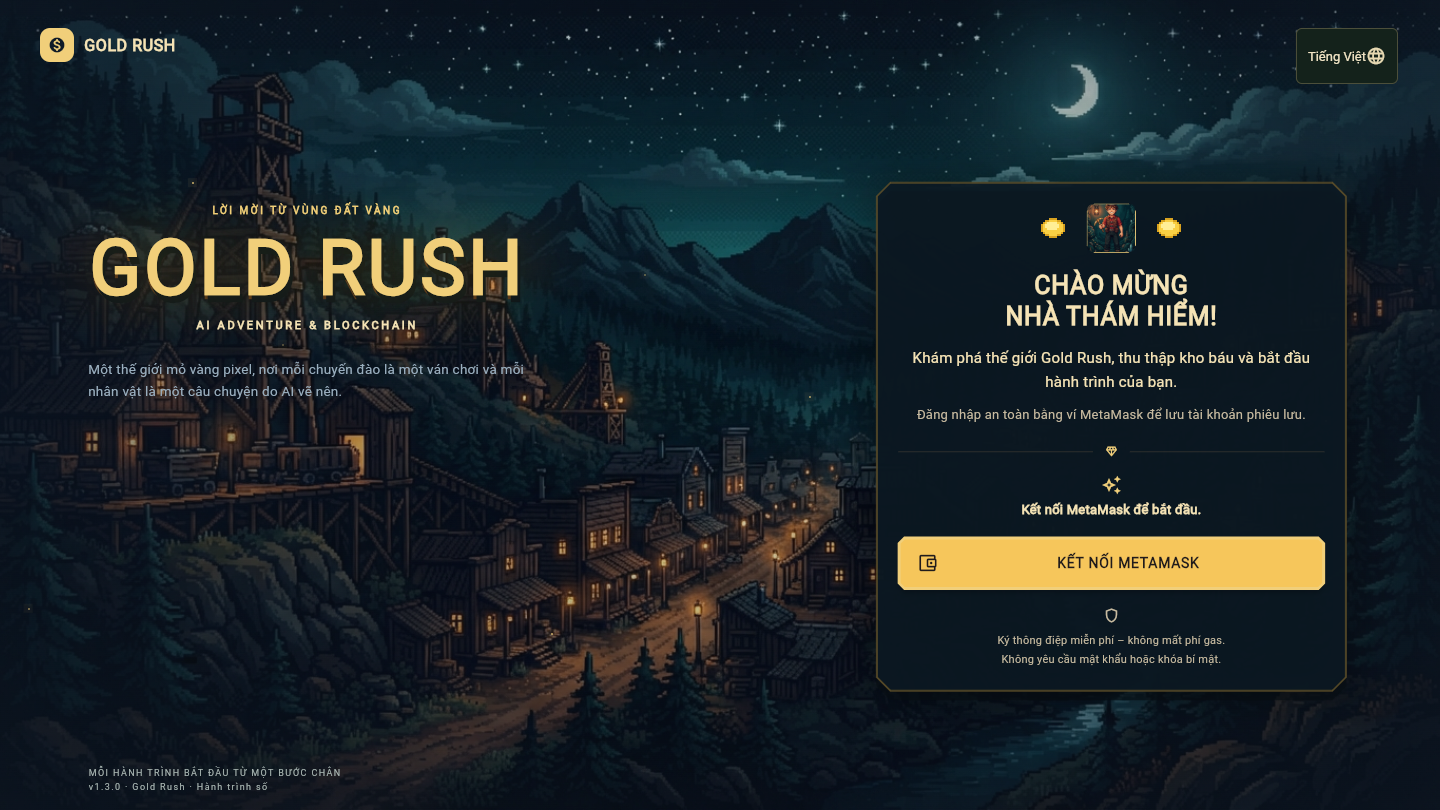 GOLD RUSH
Tiếng Việt
LỜI MỜI TỪ VÙNG ĐẤT VÀNG
GOLD RUSH
AI ADVENTURE & BLOCKCHAIN
Một thế giới mỏ vàng pixel, nơi mỗi chuyến đào là một ván chơi và mỗi
nhân vật là một câu chuyện do AI vẽ nên.
CHÀO MỪNG
NHÀ THÁM HIỂM!
Khám phá thế giới Gold Rush, thu thập kho báu và bắt đầu
hành trình của bạn.
Đăng nhập an toàn bằng ví MetaMask để lưu tài khoản phiêu lưu.
Kết nối MetaMask để bắt đầu.
KẾT NỐI METAMASK
Ký thông điệp miễn phí – không mất phí gas.
Không yêu cầu mật khẩu hoặc khóa bí mật.
MỖI HÀNH TRÌNH BẮT ĐẦU TỪ MỘT BƯỚC CHÂN
v1.3.0 · Gold Rush · Hành trình số